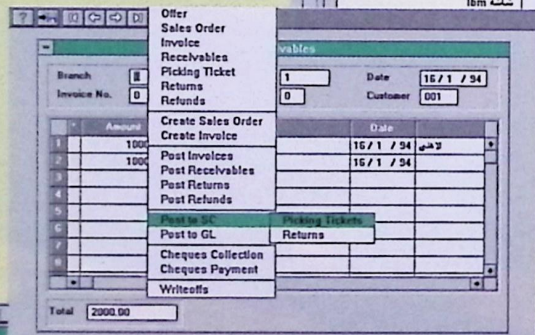 شاشة ibm
Offer
Sales Order
Invoice
Receivables
Picking Ticket
Returns
Refunds
Create Sales Order
Create Invoice
Post Invoices
Post Receivables
Post Returns
Post Refunds
Post to SC
Picking Tickets
Post to GL
Returns
Cheques Collection
Cheques Payment
Writeoffs
vables
Branch 1 Date 16/1 / 94
Invoice No. 0 0 Customer 001
Amount Date
1 1000 16/1 / 94
2 1000 16/1 / 94
3
4
5
6
7
8
Total 2000.00